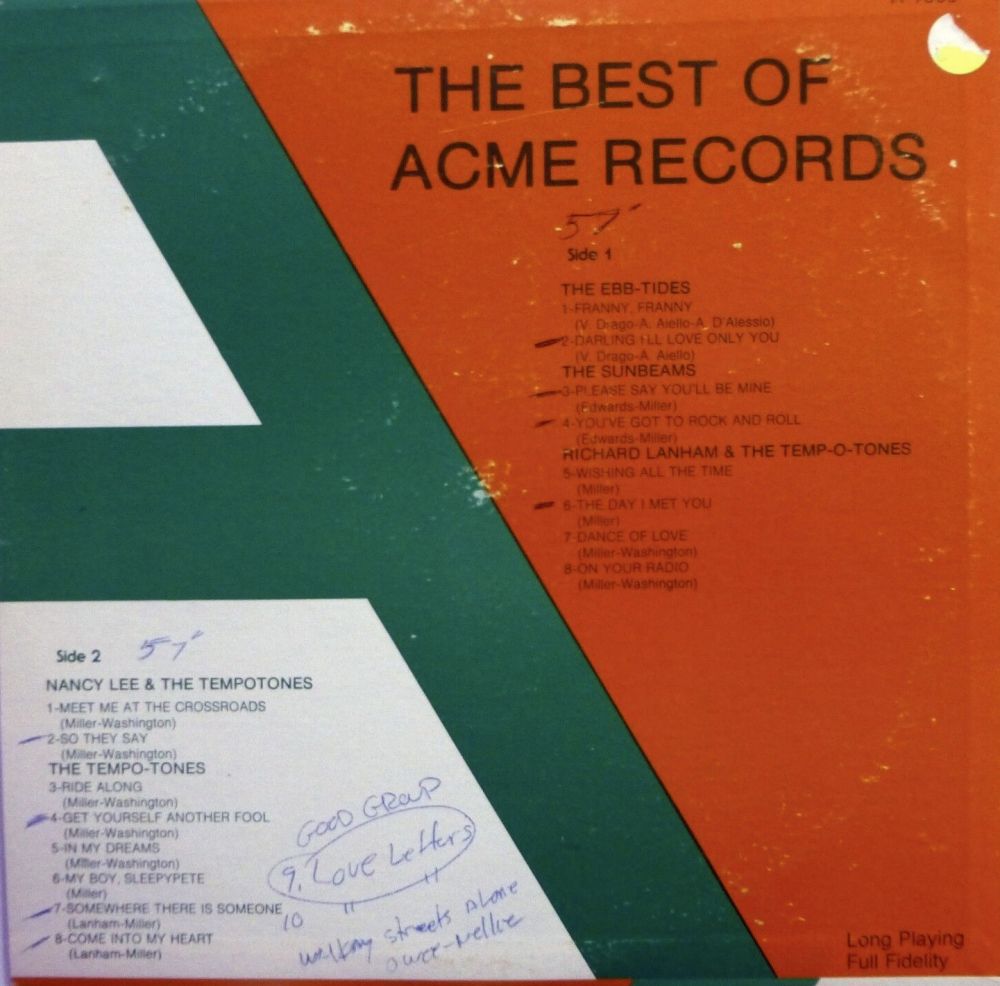 THE BEST OF
ACME RECORDS
57"
Side 1
THE EBB-TIDES
1-FRANNY, FRANNY
(V. Drago-A. Aiello-A. D'Alessio)
2-DARLING I'LL LOVE ONLY YOU
(V. Drago-A. Aiello)
THE SUNBEAMS
3-PLEASE SAY YOU'LL BE MINE
(Edwards-Miller)
4-YOU'VE GOT TO ROCK AND ROLL
(Edwards-Miller)
RICHARD LANHAM & THE TEMP-O-TONES
5-WISHING ALL THE TIME
(Miller)
6-THE DAY I MET YOU
(Miller)
7-DANCE OF LOVE
(Miller-Washington)
8-ON YOUR RADIO
(Miller-Washington)
Side 2 57"
NANCY LEE & THE TEMPOTONES
1-MEET ME AT THE CROSSROADS
(Miller-Washington)
2-SO THEY SAY
(Miller-Washington)
THE TEMPO-TONES
3-RIDE ALONG
(Miller-Washington)
4-GET YOURSELF ANOTHER FOOL
(Miller-Washington)
5-IN MY DREAMS
(Miller-Washington)
6-MY BOY, SLEEPYPETE
(Miller)
7-SOMEWHERE THERE IS SOMEONE
(Lanham-Miller)
8-COME INTO MY HEART
(Lanham-Miller)
GOOD GROUP
9. Love Letters
10 " "
streets Alone
Long Playing
Full Fidelity